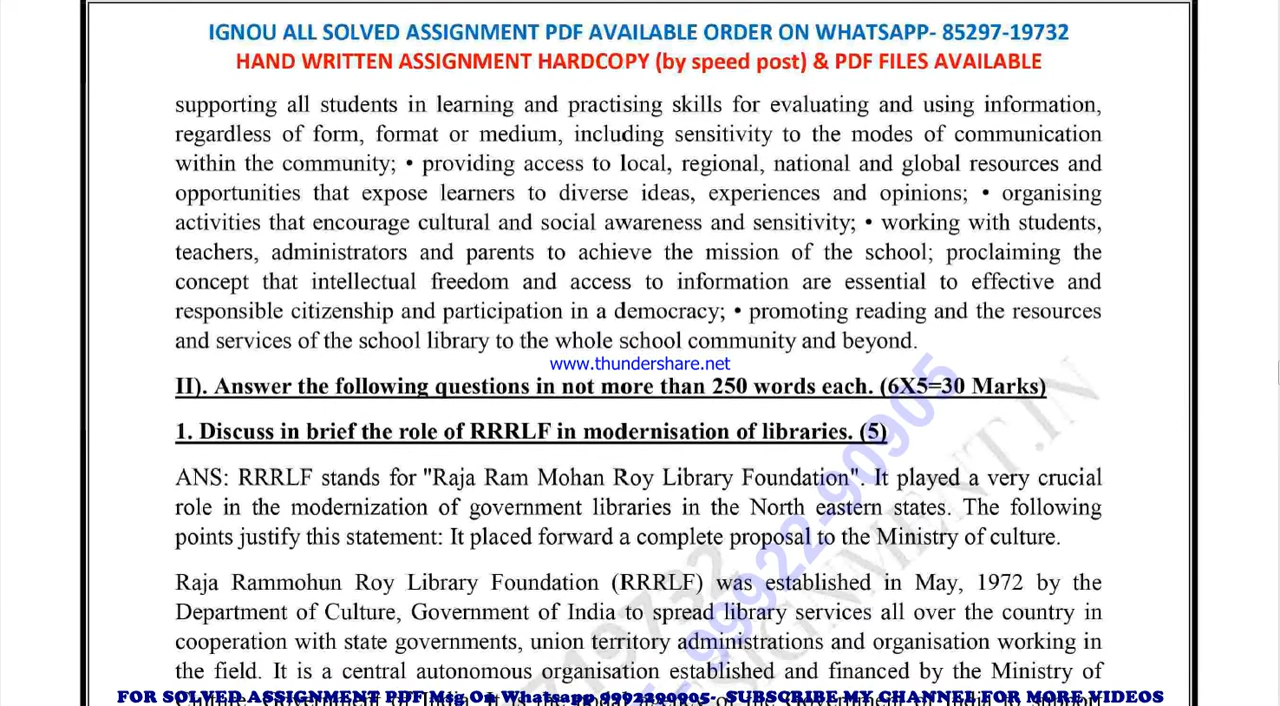 IGNOU ALL SOLVED ASSIGNMENT PDF AVAILABLE ORDER ON WHATSAPP- 85297-19732
HAND WRITTEN ASSIGNMENT HARDCOPY (by speed post) & PDF FILES AVAILABLE
supporting all students in learning and practising skills for evaluating and using information,
regardless of form, format or medium, including sensitivity to the modes of communication
within the community; • providing access to local, regional, national and global resources and
opportunities that expose learners to diverse ideas, experiences and opinions; • organising
activities that encourage cultural and social awareness and sensitivity; • working with students,
teachers, administrators and parents to achieve the mission of the school; proclaiming the
concept that intellectual freedom and access to information are essential to effective and
responsible citizenship and participation in a democracy; • promoting reading and the resources
and services of the school library to the whole school community and beyond.
www.thundershare.net
II). Answer the following questions in not more than 250 words each. (6X5=30 Marks)
1. Discuss in brief the role of RRRLF in modernisation of libraries. (5)
ANS: RRRLF stands for "Raja Ram Mohan Roy Library Foundation". It played a very crucial
role in the modernization of government libraries in the North eastern states. The following
points justify this statement: It placed forward a complete proposal to the Ministry of culture.
Raja Rammohun Roy Library Foundation (RRRLF) was established in May, 1972 by the
Department of Culture, Government of India to spread library services all over the country in
cooperation with state governments, union territory administrations and organisation working in
the field. It is a central autonomous organisation established and financed by the Ministry of
FOR SOLVED ASSIGNMENT PDF Msg On Whatsapp 9992290905- SUBSCRIBE MY CHANNEL FOR MORE VIDEOS
99922-90905
19732
SIGNMENT.IN